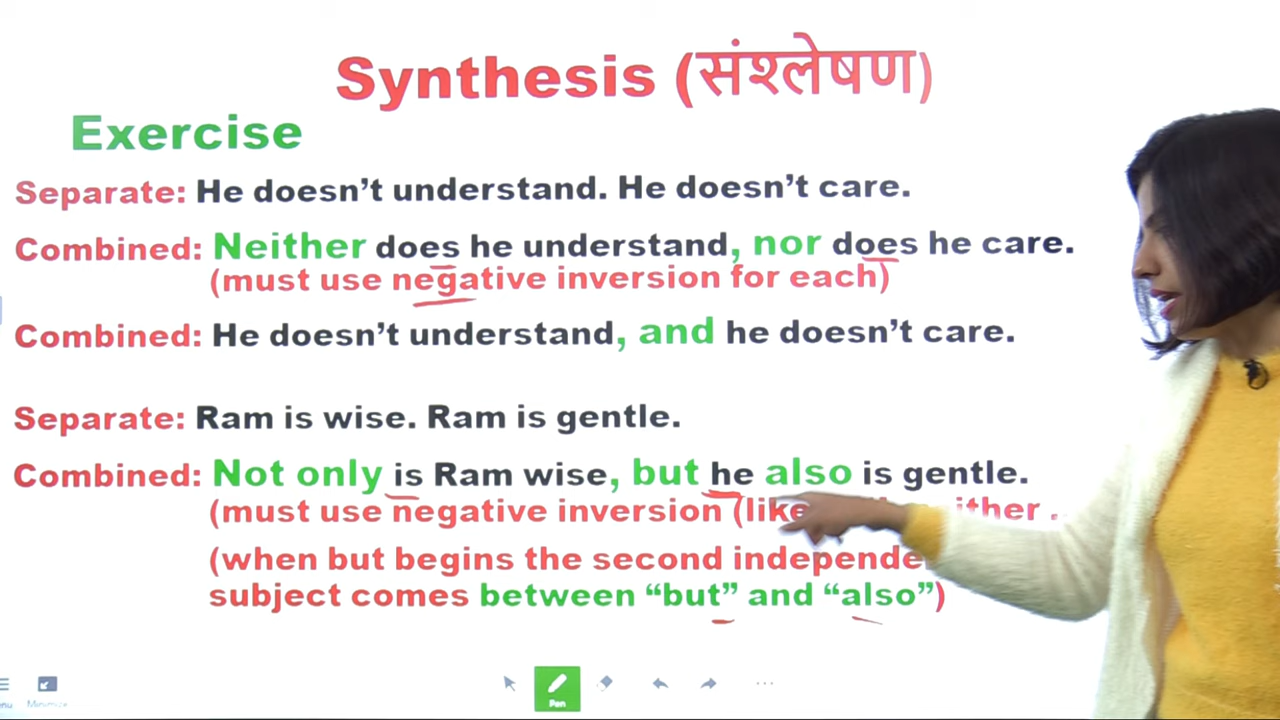 Synthesis (संश्लेषण)
Exercise
Separate: He doesn’t understand. He doesn’t care.
Combined: Neither does he understand, nor does he care.
(must use negative inversion for each)
Combined: He doesn’t understand, and he doesn’t care.
Separate: Ram is wise. Ram is gentle.
Combined: Not only is Ram wise, but he also is gentle.
(must use negative inversion (like
(when but begins the second
subject comes between “but” and “also”)
Minimize
Pen